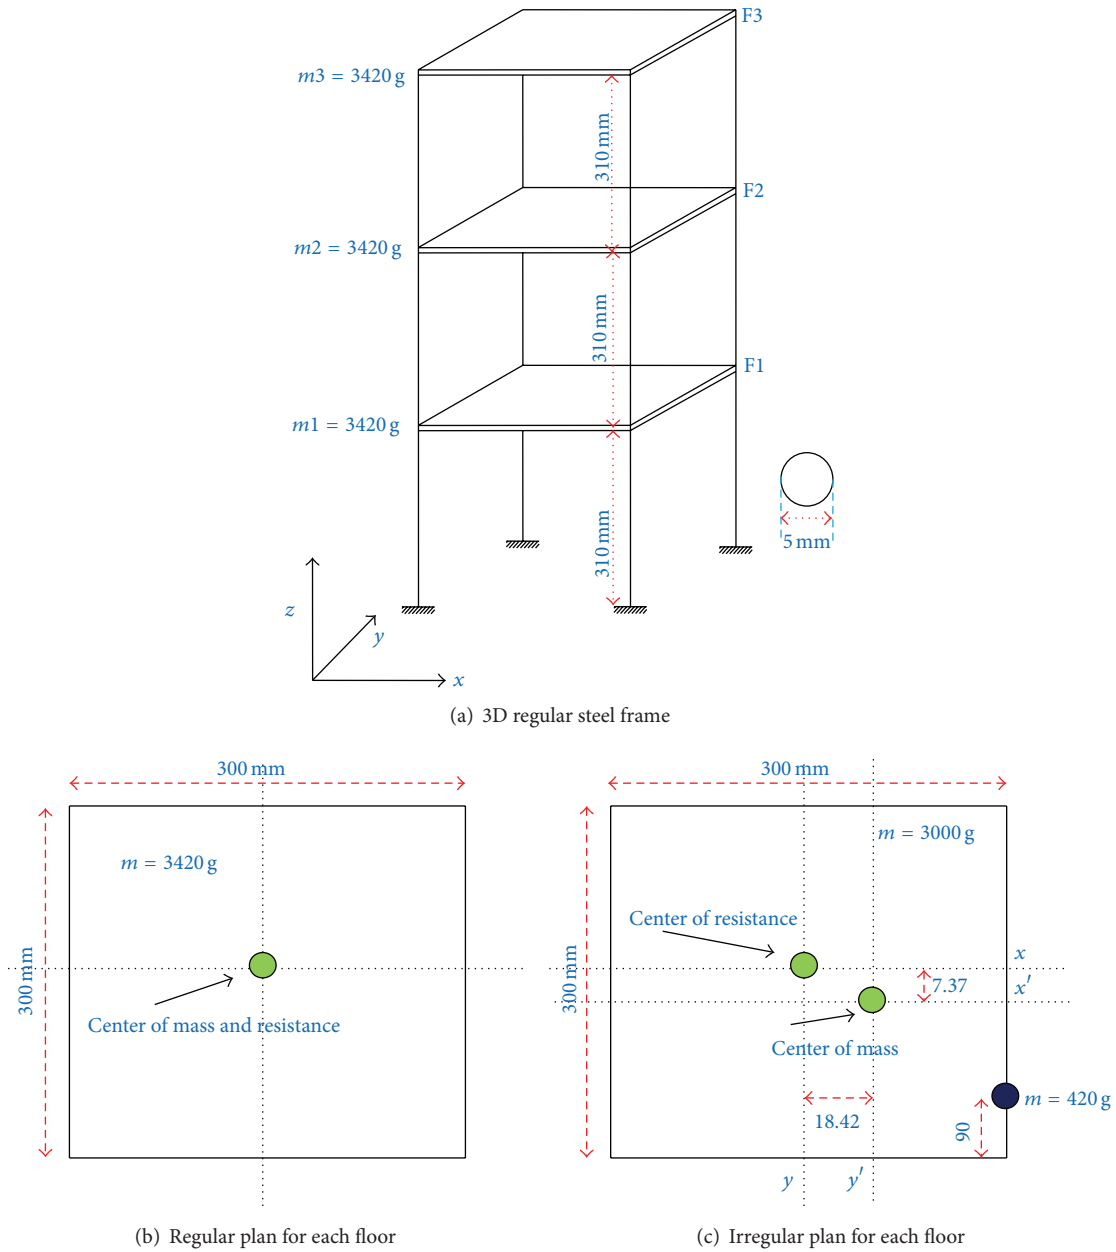 F3
m3 = 3420 g
310 mm
F2
m2 = 3420 g
310 mm
F1
m1 = 3420 g
310 mm
5 mm
z
y
x
(a) 3D regular steel frame
300 mm
m = 3420 g
300 mm
Center of mass and resistance
(b) Regular plan for each floor
300 mm
m = 3000 g
Center of resistance
x
300 mm
7.37
x′
Center of mass
m = 420 g
18.42
90
y
y′
(c) Irregular plan for each floor